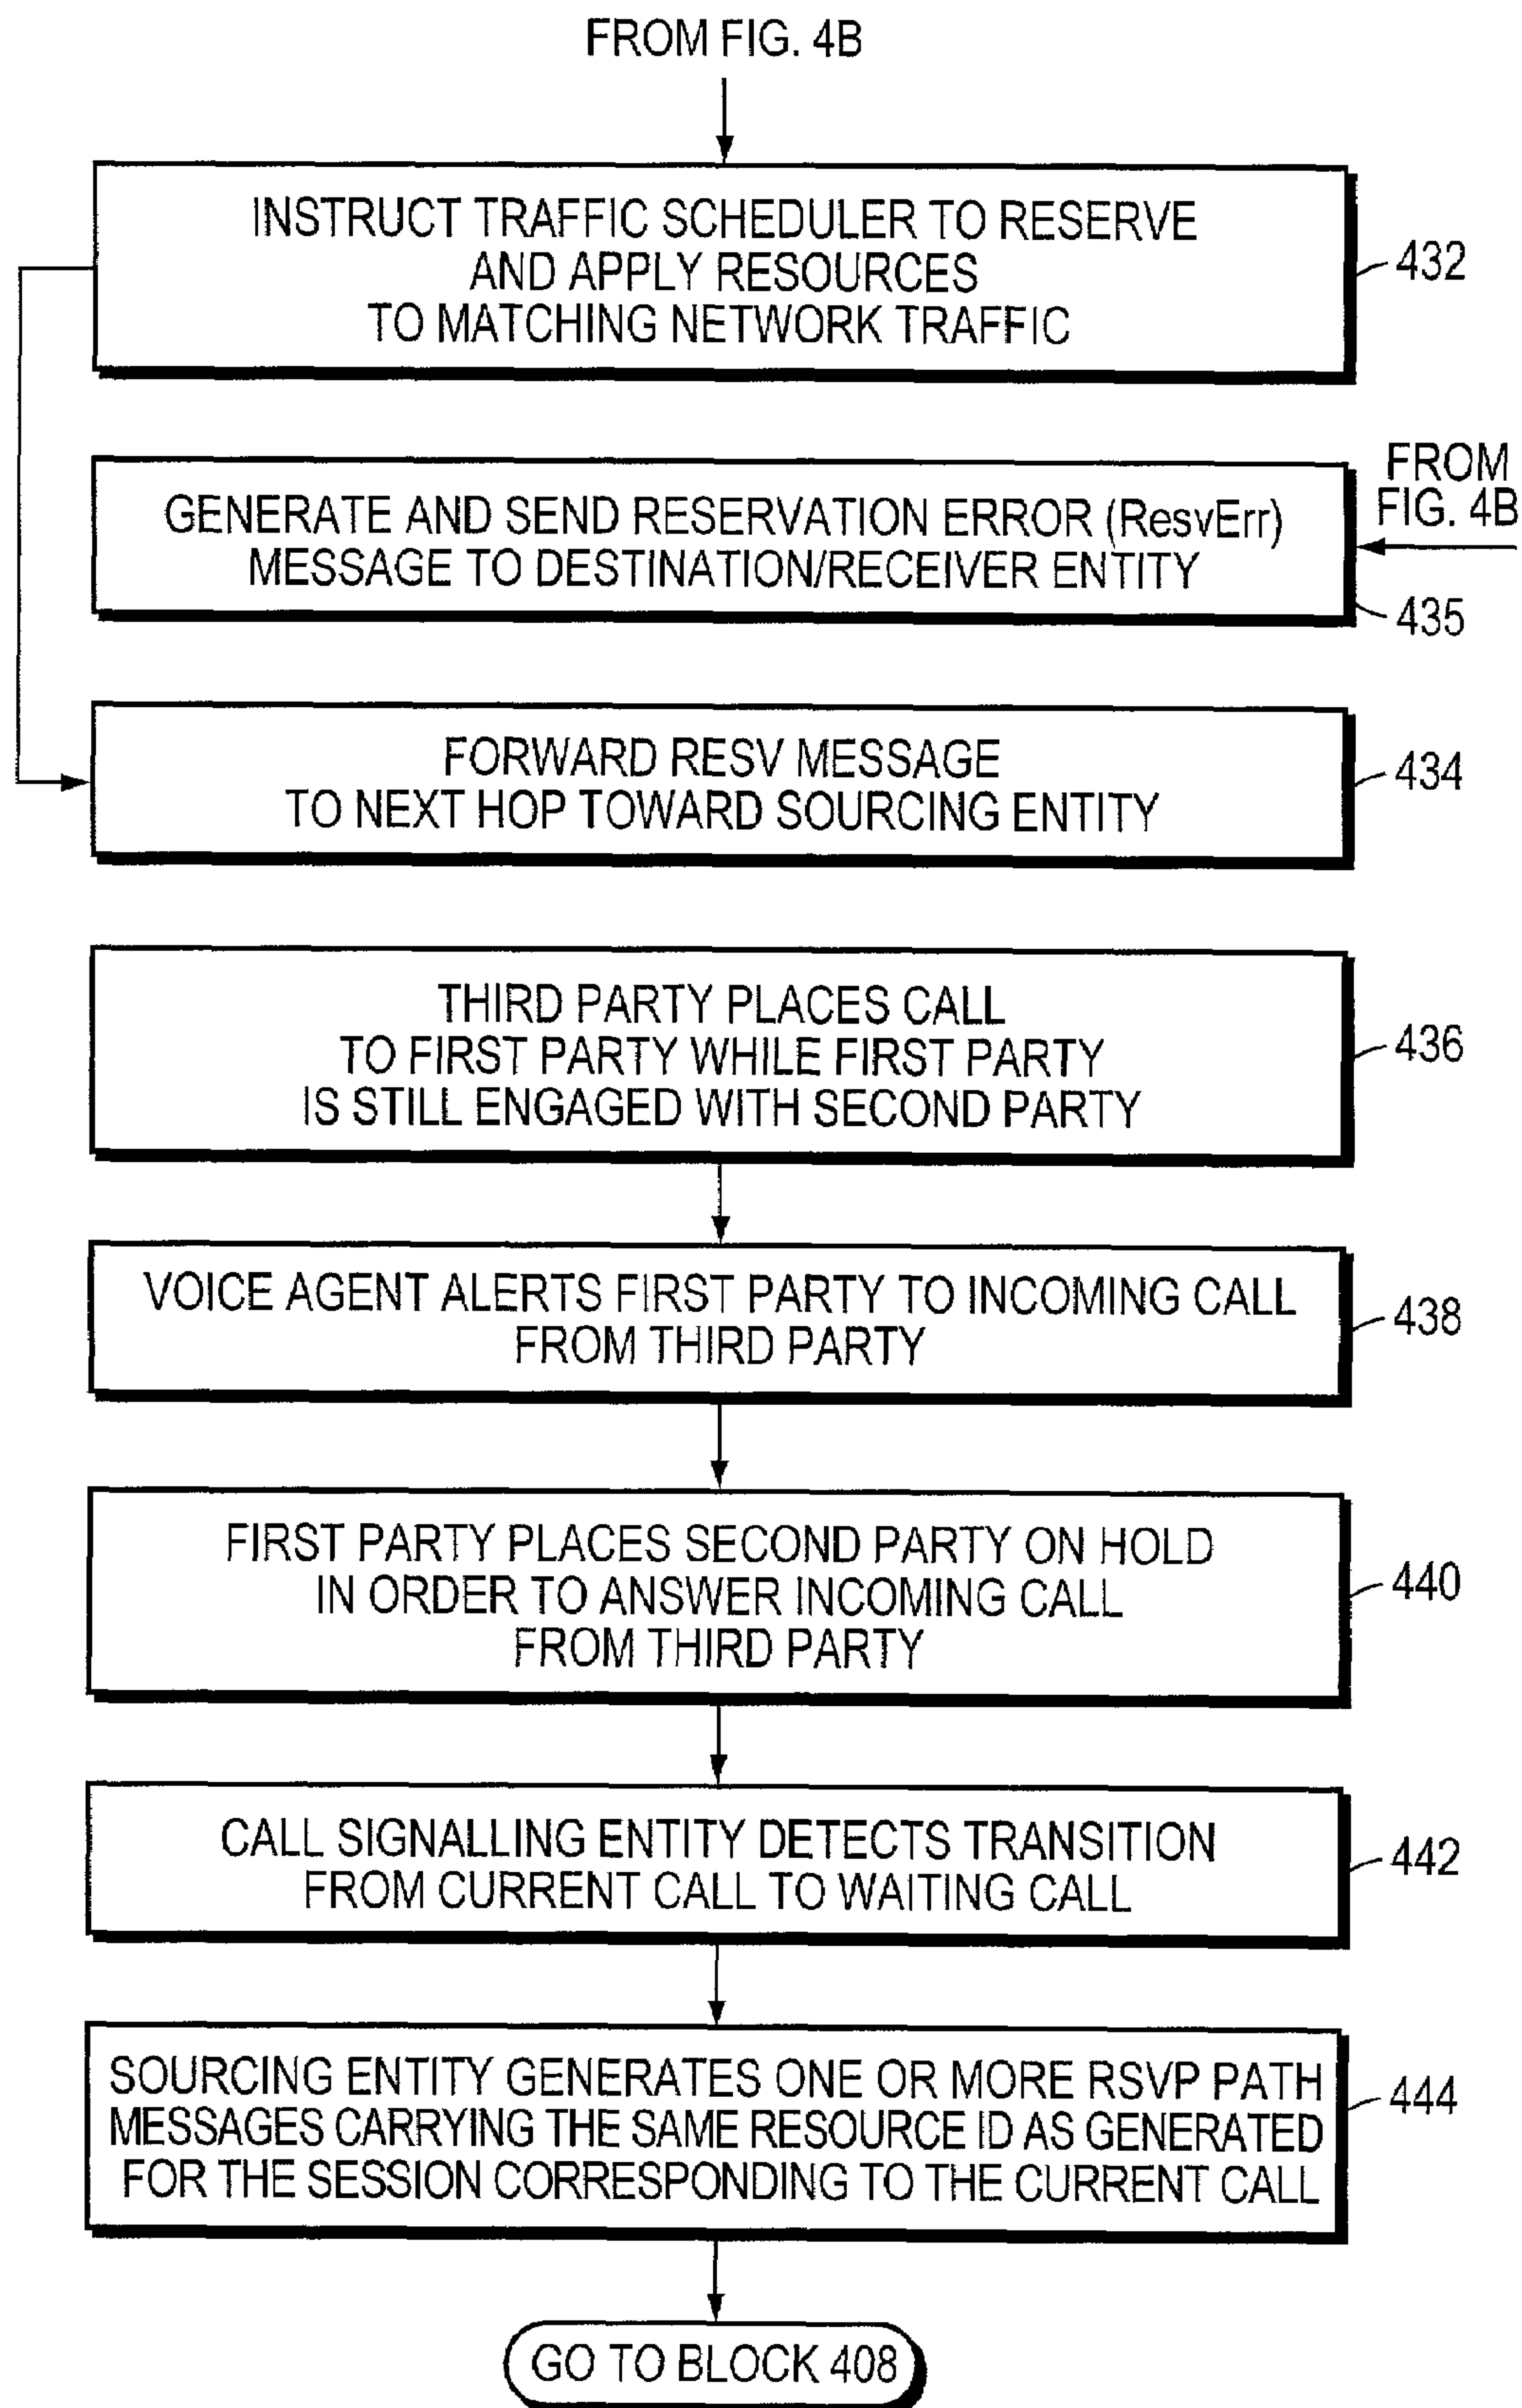 FROM FIG. 4B
INSTRUCT TRAFFIC SCHEDULER TO RESERVE
AND APPLY RESOURCES
TO MATCHING NETWORK TRAFFIC
432
FROM
FIG. 4B
GENERATE AND SEND RESERVATION ERROR (ResvErr)
MESSAGE TO DESTINATION/RECEIVER ENTITY
435
FORWARD RESV MESSAGE
TO NEXT HOP TOWARD SOURCING ENTITY
434
THIRD PARTY PLACES CALL
TO FIRST PARTY WHILE FIRST PARTY
IS STILL ENGAGED WITH SECOND PARTY
436
VOICE AGENT ALERTS FIRST PARTY TO INCOMING CALL
FROM THIRD PARTY
438
FIRST PARTY PLACES SECOND PARTY ON HOLD
IN ORDER TO ANSWER INCOMING CALL
FROM THIRD PARTY
440
CALL SIGNALLING ENTITY DETECTS TRANSITION
FROM CURRENT CALL TO WAITING CALL
442
SOURCING ENTITY GENERATES ONE OR MORE RSVP PATH
MESSAGES CARRYING THE SAME RESOURCE ID AS GENERATED
FOR THE SESSION CORRESPONDING TO THE CURRENT CALL
444
GO TO BLOCK 408